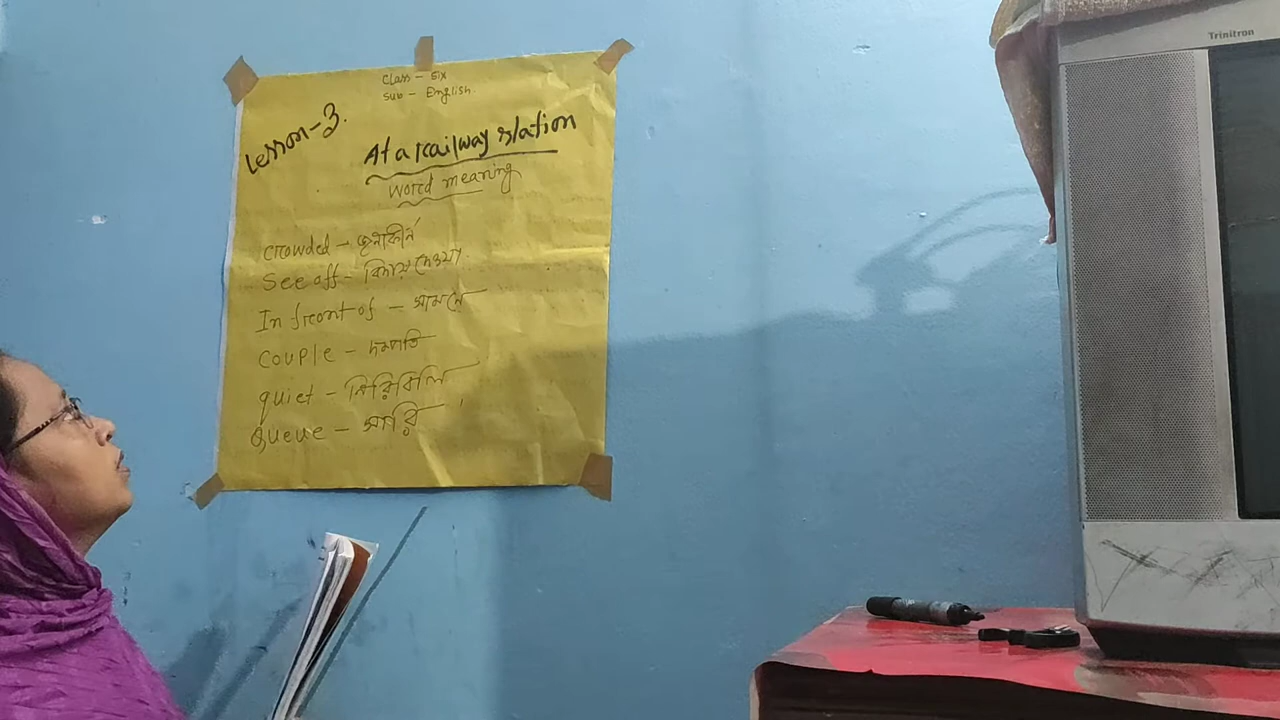 Class - Six
Sub - English.
Lesson-3.
At a railway station
word meaning
Crowded - জনাকীর্ন
See off - বিদায় দেওয়া
In front of - সামনে
Couple - দম্পতি
quiet - নিরিবিলি
Queue - সারি
Trinitron